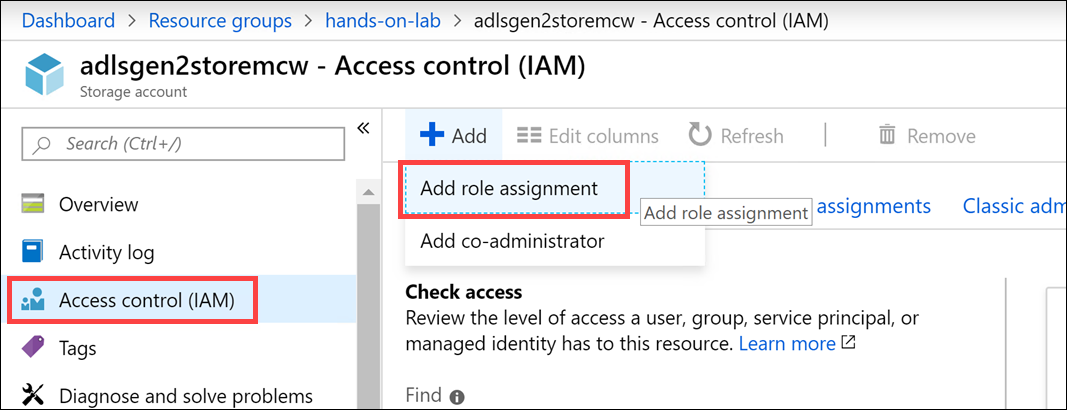 Dashboard > Resource groups > hands-on-lab > adlsgen2storemcw - Access control (IAM)
adlsgen2storemcw - Access control (IAM)
Storage account
Search (Ctrl+/)
«
Overview
Activity log
Access control (IAM)
Tags
Diagnose and solve problems
+ Add Edit columns Refresh Remove
Add role assignment
Add role assignment
assignments Classic adm
Add co-administrator
Check access
Review the level of access a user, group, service principal, or
managed identity has to this resource. Learn more
Find